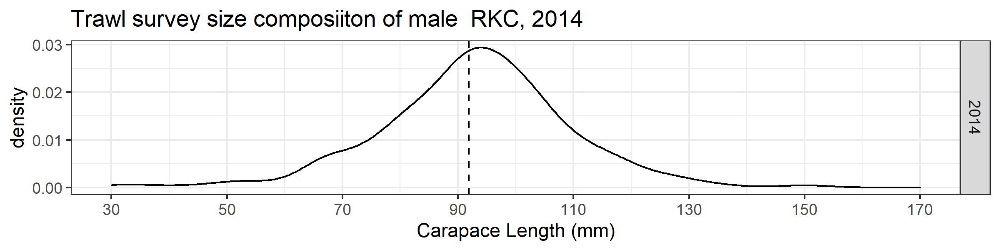 Trawl survey size composiiton of male  RKC, 2014
0.03
0.02
0.01
0.00
density
2014
30 50 70 90 110 130 150 170
Carapace Length (mm)